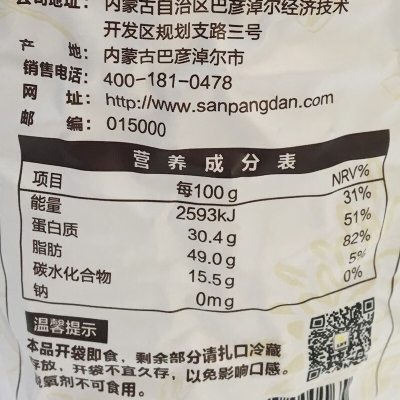 公司地址：内蒙古自治区巴彦淖尔经济技术
开发区规划支路三号
产　地：内蒙古巴彦淖尔市
销售电话：400-181-0478
网　址：http://www.sanpangdan.com
邮　编：015000
营养成分表
项目 每100g NRV%
能量 2593kJ 31%
蛋白质 30.4g 51%
脂肪 49.0g 82%
碳水化合物 15.5g 5%
钠 0mg 0%
温馨提示
本品开袋即食，剩余部分请扎口冷藏
存放，开袋不宜久存，以免影响口感。
脱氧剂不可食用。